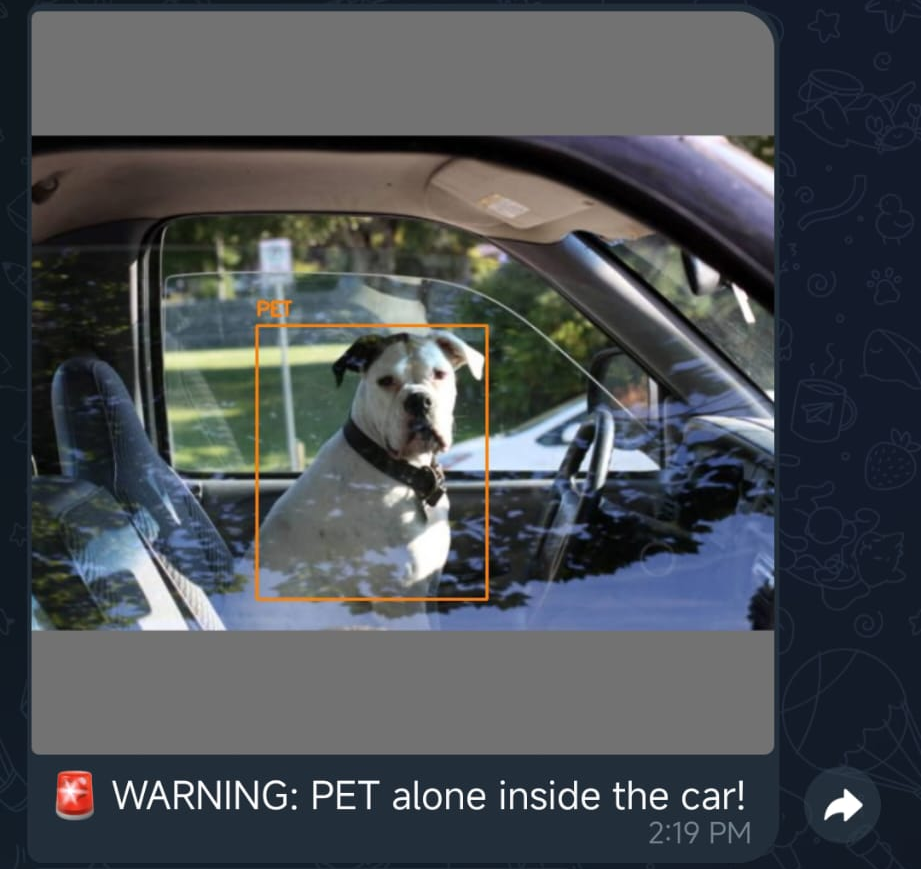 PET
🚨 WARNING: PET alone inside the car!
2:19 PM